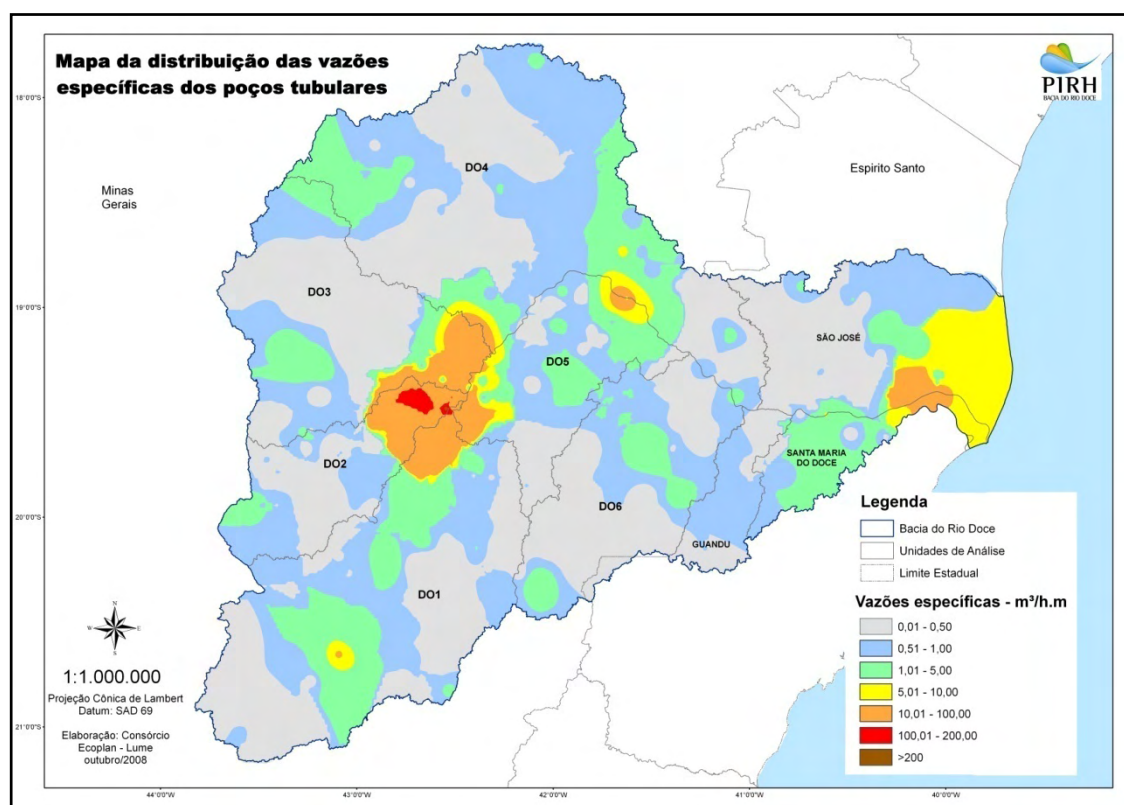 Mapa da distribuição das vazões
específicas dos poços tubulares
PIRH
BACIA DO RIO DOCE
18°0'0"S
19°0'0"S
20°0'0"S
21°0'0"S
Minas
Gerais
Espirito Santo
DO4
DO3
DO5
SÃO JOSÉ
DO2
SANTA MARIA
DO DOCE
DO6
GUANDU
DO1
N
W
E
S
1:1.000.000
Projeção Cônica de Lambert
Datum: SAD 69
Elaboração: Consórcio
Ecoplan - Lume
outubro/2008
Legenda
Bacia do Rio Doce
Unidades de Análise
Limite Estadual
Vazões específicas - m³/h.m
0,01 - 0,50
0,51 - 1,00
1,01 - 5,00
5,01 - 10,00
10,01 - 100,00
100,01 - 200,00
>200
44°0'0"W
43°0'0"W
42°0'0"W
41°0'0"W
40°0'0"W